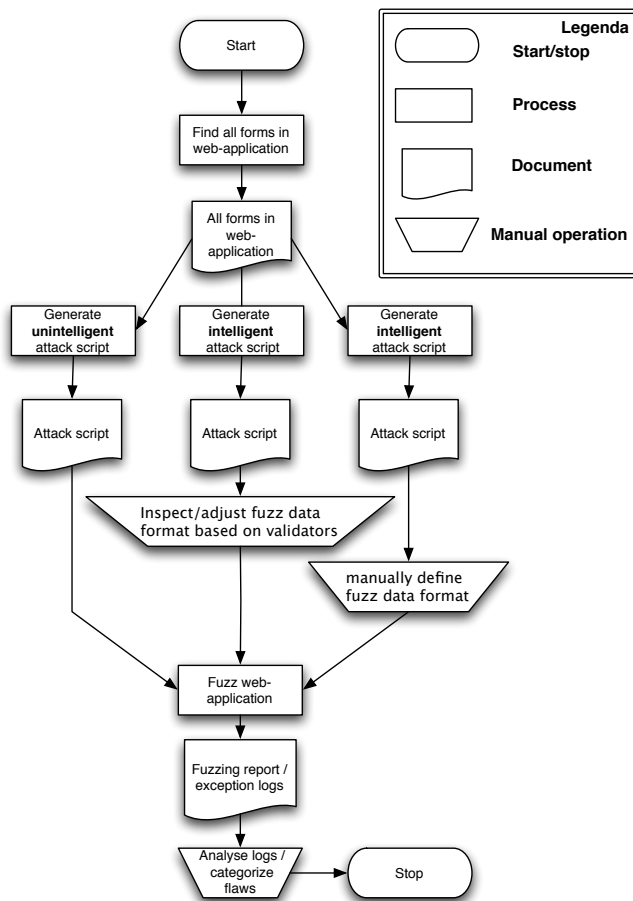 Legenda
Start/stop
Process
Document
Manual operation
Start
Find all forms in
web-application
All forms in
web-
application
Generate
unintelligent
attack script
Generate
intelligent
attack script
Generate
intelligent
attack script
Attack script
Attack script
Attack script
Inspect/adjust fuzz data
format based on validators
manually define
fuzz data format
Fuzz web-
application
Fuzzing report /
exception logs
Analyse logs /
categorize
flaws
Stop